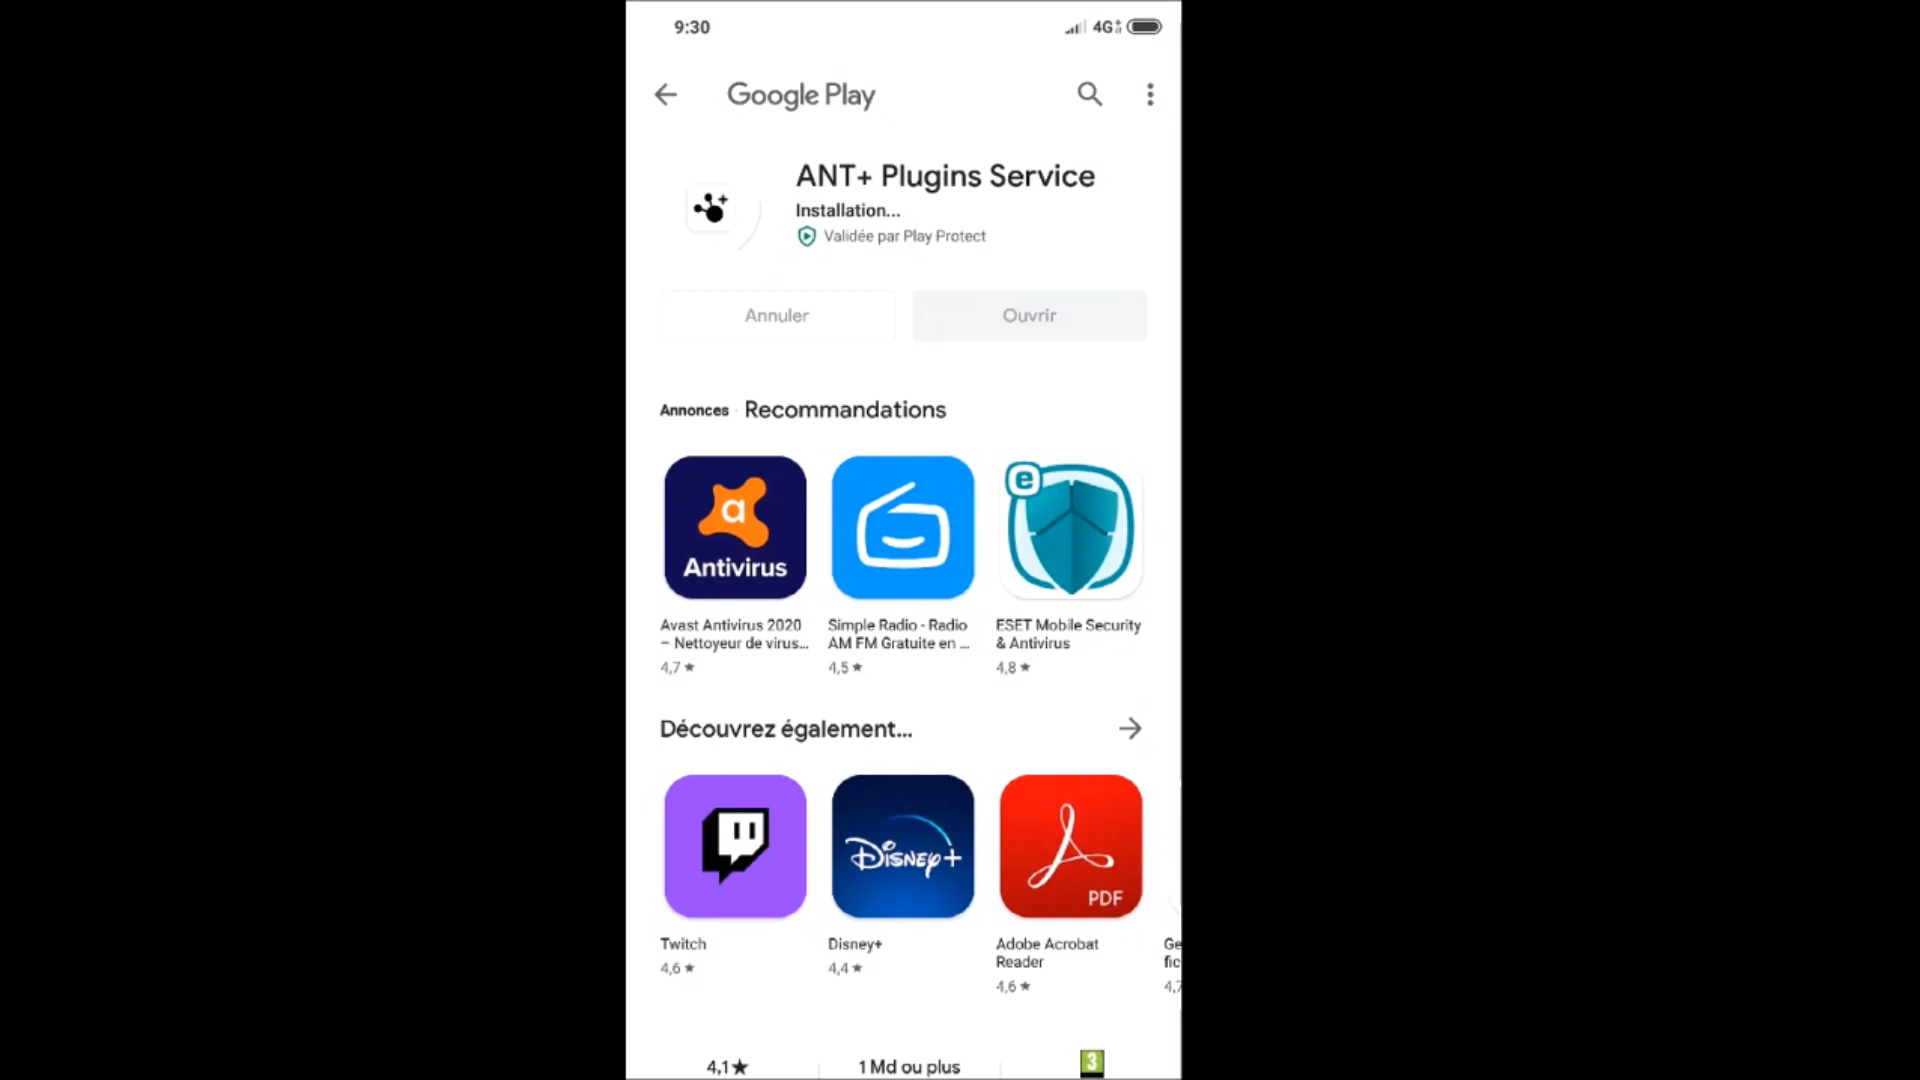 9:30
4G
Google Play
ANT+ Plugins Service
Installation...
Validée par Play Protect
Annuler
Ouvrir
Annonces · Recommandations
a
Antivirus
e
Avast Antivirus 2020
– Nettoyeur de virus...
4,7 ★
Simple Radio - Radio
AM FM Gratuite en ...
4,5 ★
ESET Mobile Security
& Antivirus
4,8 ★
Découvrez également...
Disney+
PDF
Twitch
4,6 ★
Disney+
4,4 ★
Adobe Acrobat
Reader
4,6 ★
Ge
fic
4,7
4,1★
1 Md ou plus
3